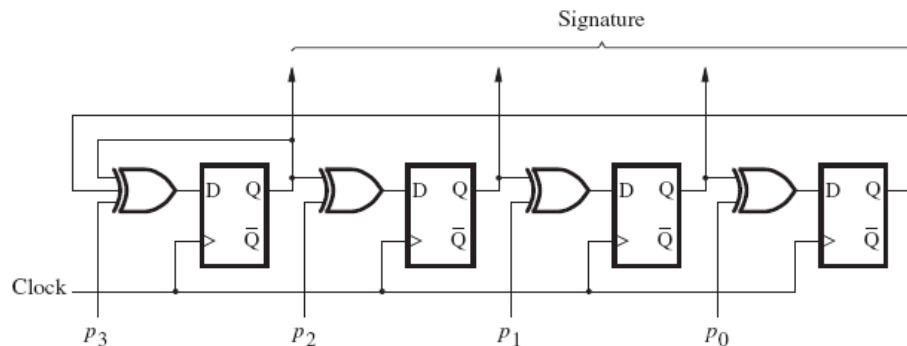 Signature
D Q D Q D Q D Q
Q̅ Q̅ Q̅ Q̅
Clock
p3 p2 p1 p0